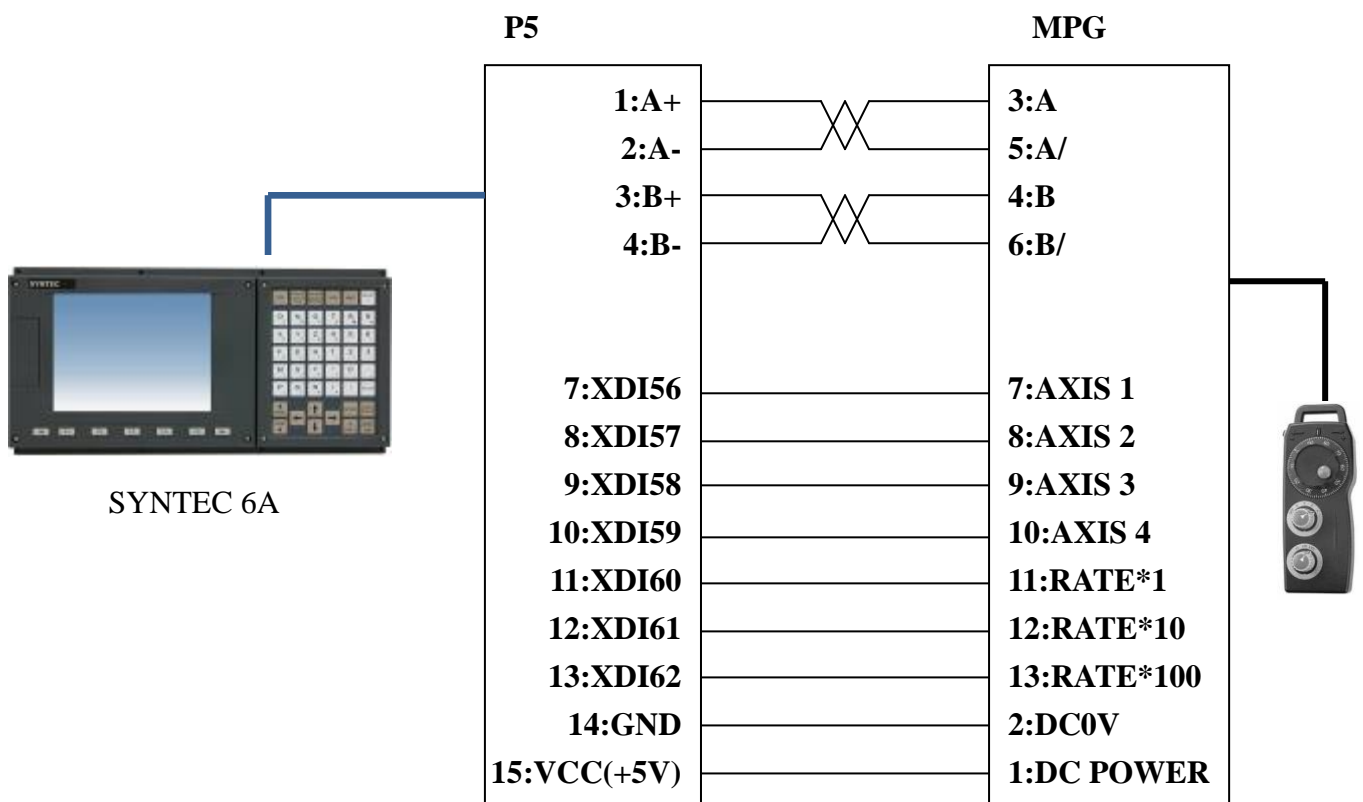 P5 MPG
1:A+ 3:A
2:A- 5:A/
3:B+ 4:B
4:B- 6:B/
SYNTEC
7:XDI56 7:AXIS 1
8:XDI57 8:AXIS 2
9:XDI58 9:AXIS 3
SYNTEC 6A
10:XDI59 10:AXIS 4
11:XDI60 11:RATE*1
12:XDI61 12:RATE*10
13:XDI62 13:RATE*100
14:GND 2:DC0V
15:VCC(+5V) 1:DC POWER